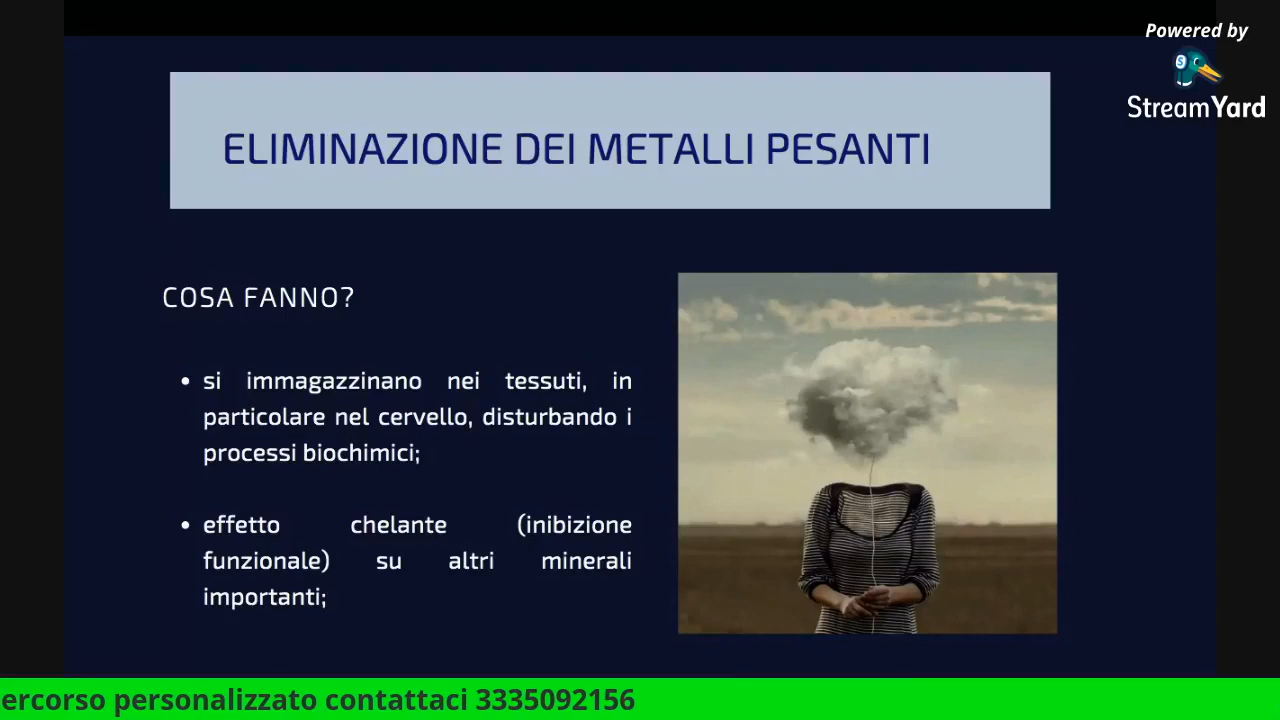 Powered by
StreamYard
ELIMINAZIONE DEI METALLI PESANTI
COSA FANNO?
• si immagazzinano nei tessuti, in
particolare nel cervello, disturbando i
processi biochimici;
• effetto chelante (inibizione
funzionale) su altri minerali
importanti;
ercorso personalizzato contattaci 3335092156